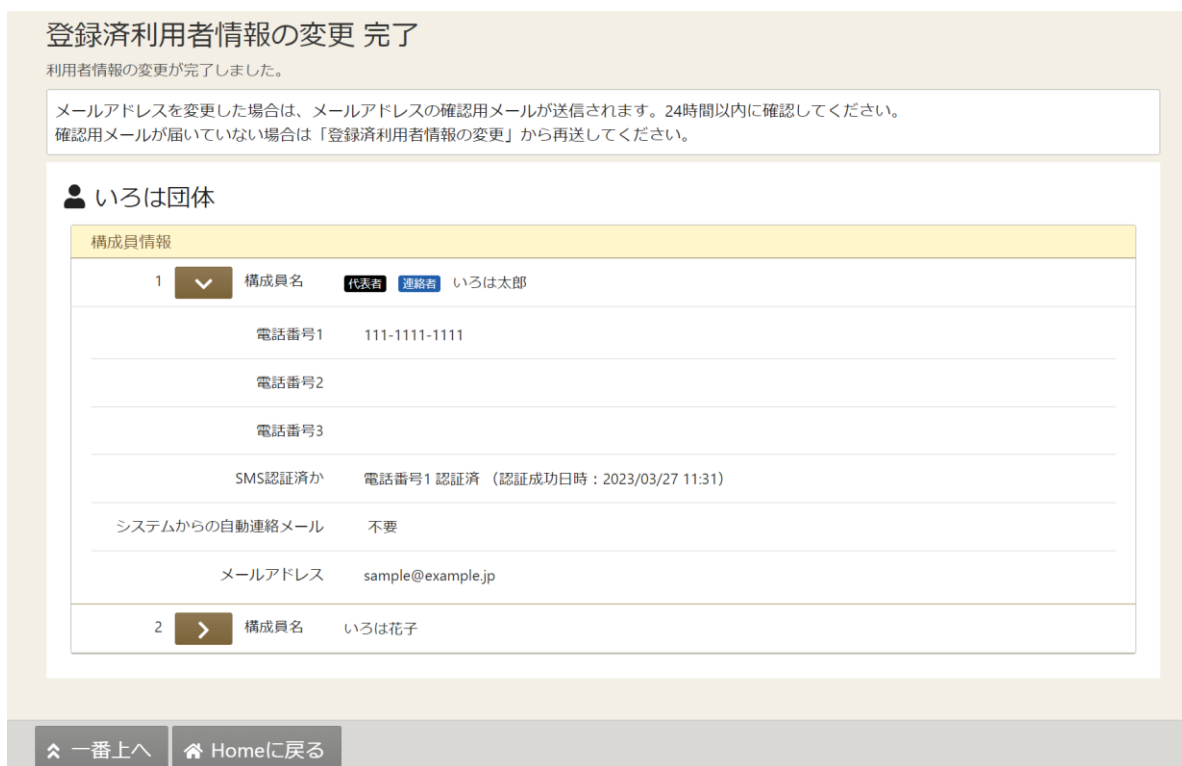 登録済利用者情報の変更 完了
利用者情報の変更が完了しました。
メールアドレスを変更した場合は、メールアドレスの確認用メールが送信されます。24時間以内に確認してください。
確認用メールが届いていない場合は「登録済利用者情報の変更」から再送してください。
いろは団体
構成員情報
1 構成員名 代表者 連絡者 いろは太郎
電話番号1 111-1111-1111
電話番号2
電話番号3
SMS認証済か 電話番号1 認証済 （認証成功日時：2023/03/27 11:31）
システムからの自動連絡メール 不要
メールアドレス sample@example.jp
2 構成員名 いろは花子
一番上へ Homeに戻る